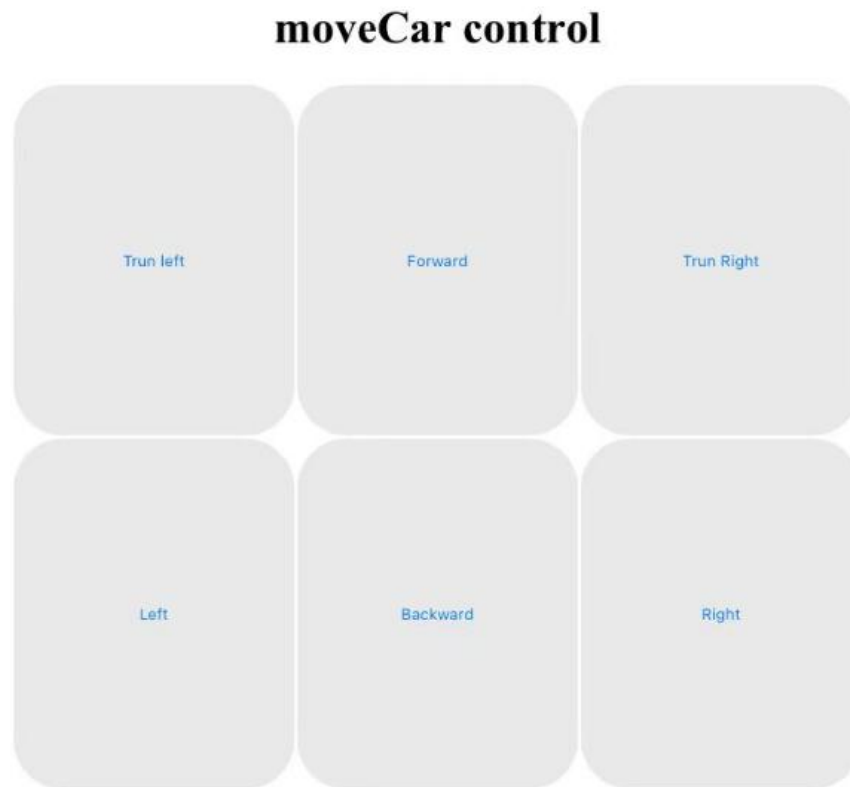 moveCar control
Trun left
Forward
Trun Right
Left
Backward
Right